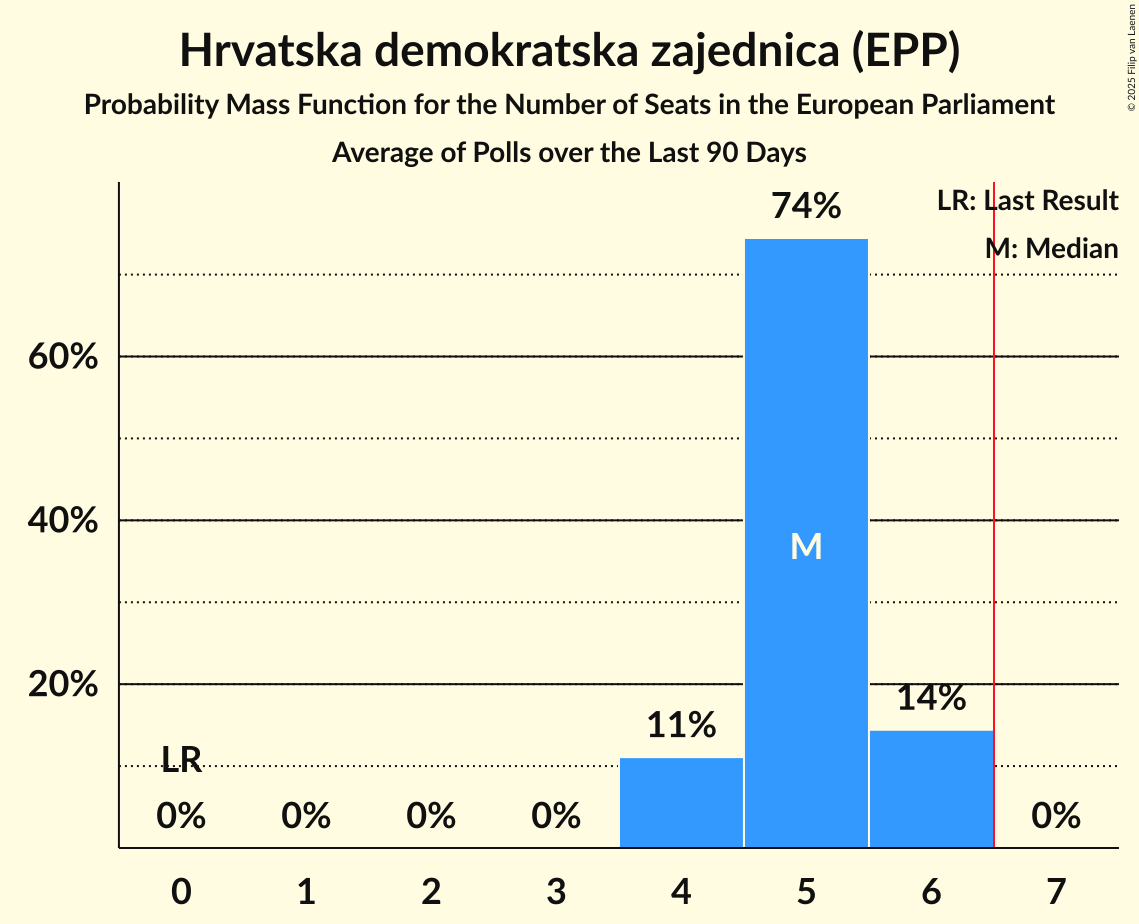 Hrvatska demokratska zajednica (EPP)
Probability Mass Function for the Number of Seats in the European Parliament
Average of Polls over the Last 90 Days
© 2025 Filip van Laenen
LR: Last Result
M: Median
74%
60%
40%
M
20%
14%
11%
LR
0% 0% 0% 0% 0%
0 1 2 3 4 5 6 7